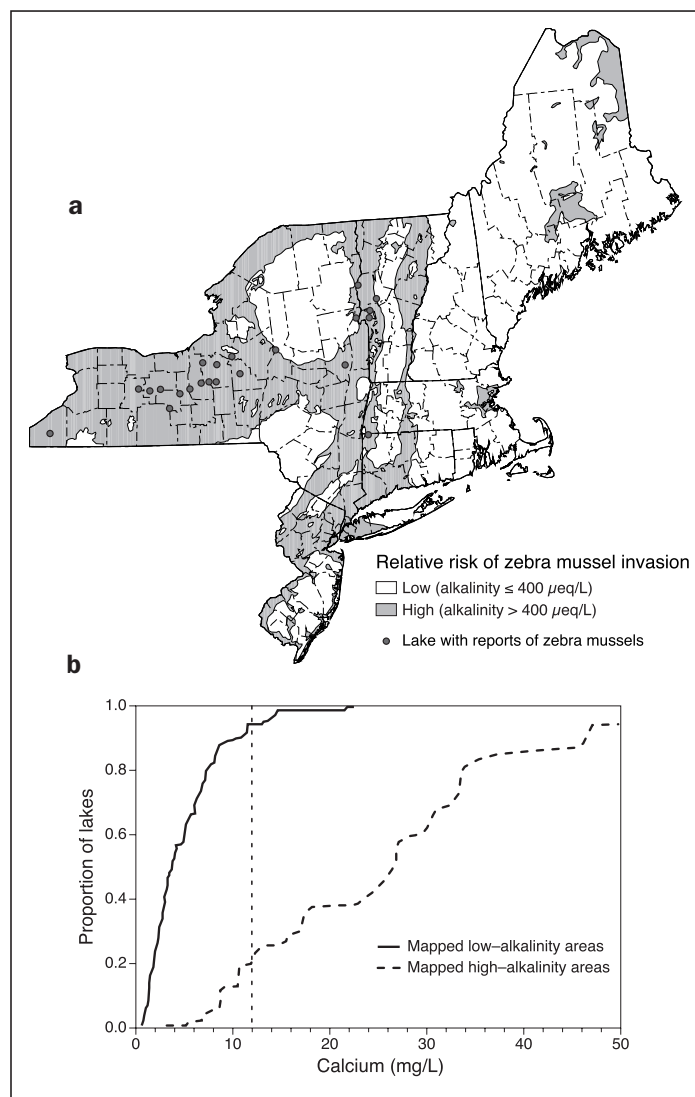 a
Relative risk of zebra mussel invasion
Low (alkalinity ≤ 400 µeq/L)
High (alkalinity > 400 µeq/L)
Lake with reports of zebra mussels
b
1.0
0.8
0.6
0.4
0.2
0.0
Proportion of lakes
Mapped low–alkalinity areas
Mapped high–alkalinity areas
0 10 20 30 40 50
Calcium (mg/L)